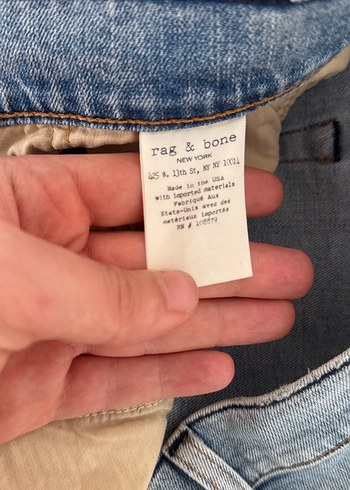 rag & bone
NEW YORK
425 W. 13th St, NY NY 10014
Made in the USA
with imported materials
Fabriqué Aux
Etats-Unis avec des
matériaux importés
RN # 108879